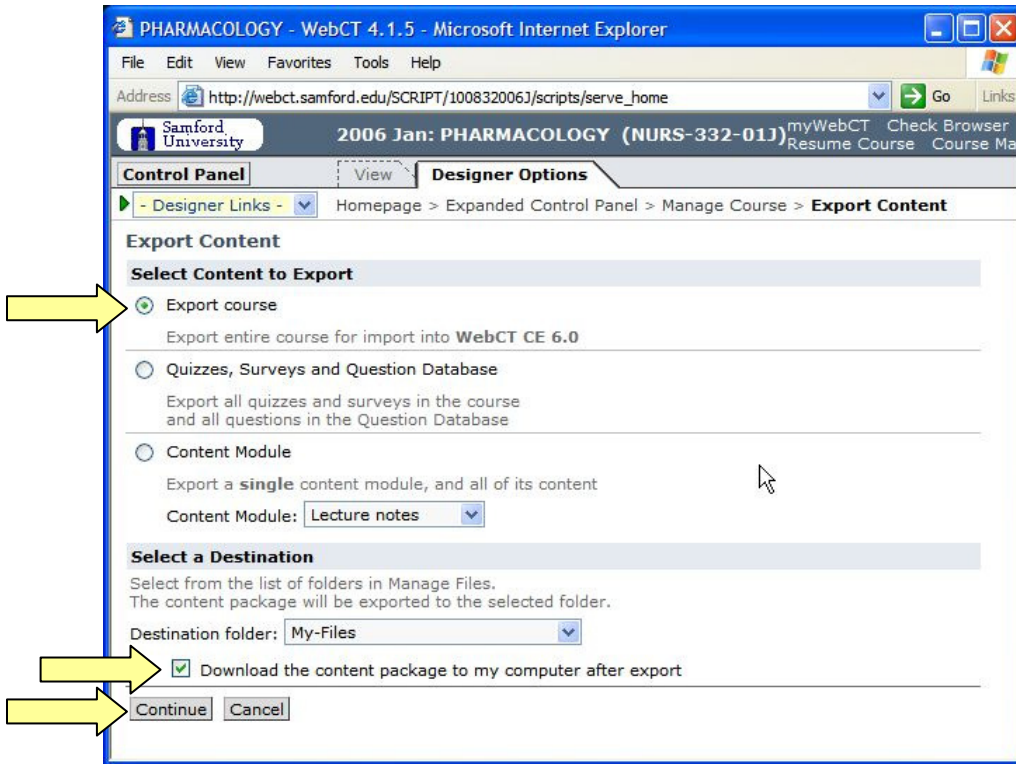 PHARMACOLOGY - WebCT 4.1.5 - Microsoft Internet Explorer
File Edit View Favorites Tools Help
Address http://webct.samford.edu/SCRIPT/100832006J/scripts/serve_home Go Links
Samford University
2006 Jan: PHARMACOLOGY (NURS-332-01J)
myWebCT Check Browser
Resume Course Course Ma
Control Panel View Designer Options
- Designer Links - Homepage > Expanded Control Panel > Manage Course > Export Content
Export Content
Select Content to Export
Export course
Export entire course for import into WebCT CE 6.0
Quizzes, Surveys and Question Database
Export all quizzes and surveys in the course
and all questions in the Question Database
Content Module
Export a single content module, and all of its content
Content Module: Lecture notes
Select a Destination
Select from the list of folders in Manage Files.
The content package will be exported to the selected folder.
Destination folder: My-Files
Download the content package to my computer after export
Continue Cancel